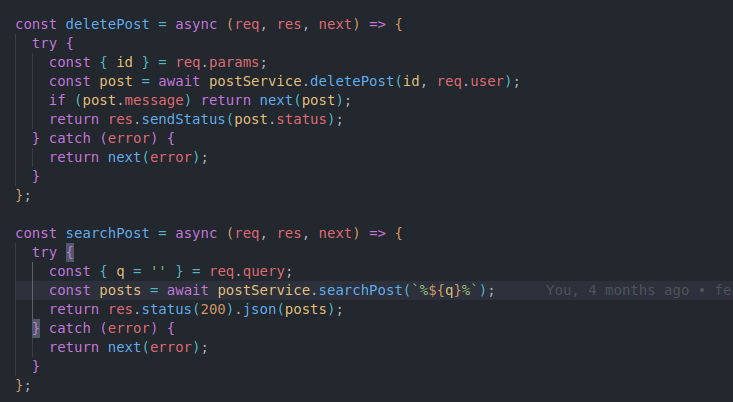 const deletePost = async (req, res, next) => {
  try {
    const { id } = req.params;
    const post = await postService.deletePost(id, req.user);
    if (post.message) return next(post);
    return res.sendStatus(post.status);
  } catch (error) {
    return next(error);
  }
};

const searchPost = async (req, res, next) => {
  try {
    const { q = '' } = req.query;
    const posts = await postService.searchPost(`%${q}%`);      You, 4 months ago • fe
    return res.status(200).json(posts);
  } catch (error) {
    return next(error);
  }
};